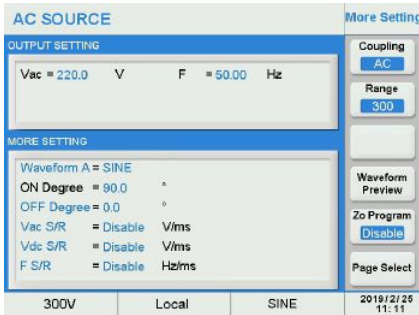 AC SOURCE
More Setting
OUTPUT SETTING
Vac = 220.0 V F = 50.00 Hz
MORE SETTING
Waveform A = SINE
ON Degree = 90.0 °
OFF Degree = 0.0 °
Vac S/R = Disable V/ms
Vdc S/R = Disable V/ms
F S/R = Disable Hz/ms
Coupling
AC
Range
300
Waveform
Preview
Zo Program
Disable
Page Select
300V Local SINE
2019/2/25
11:11